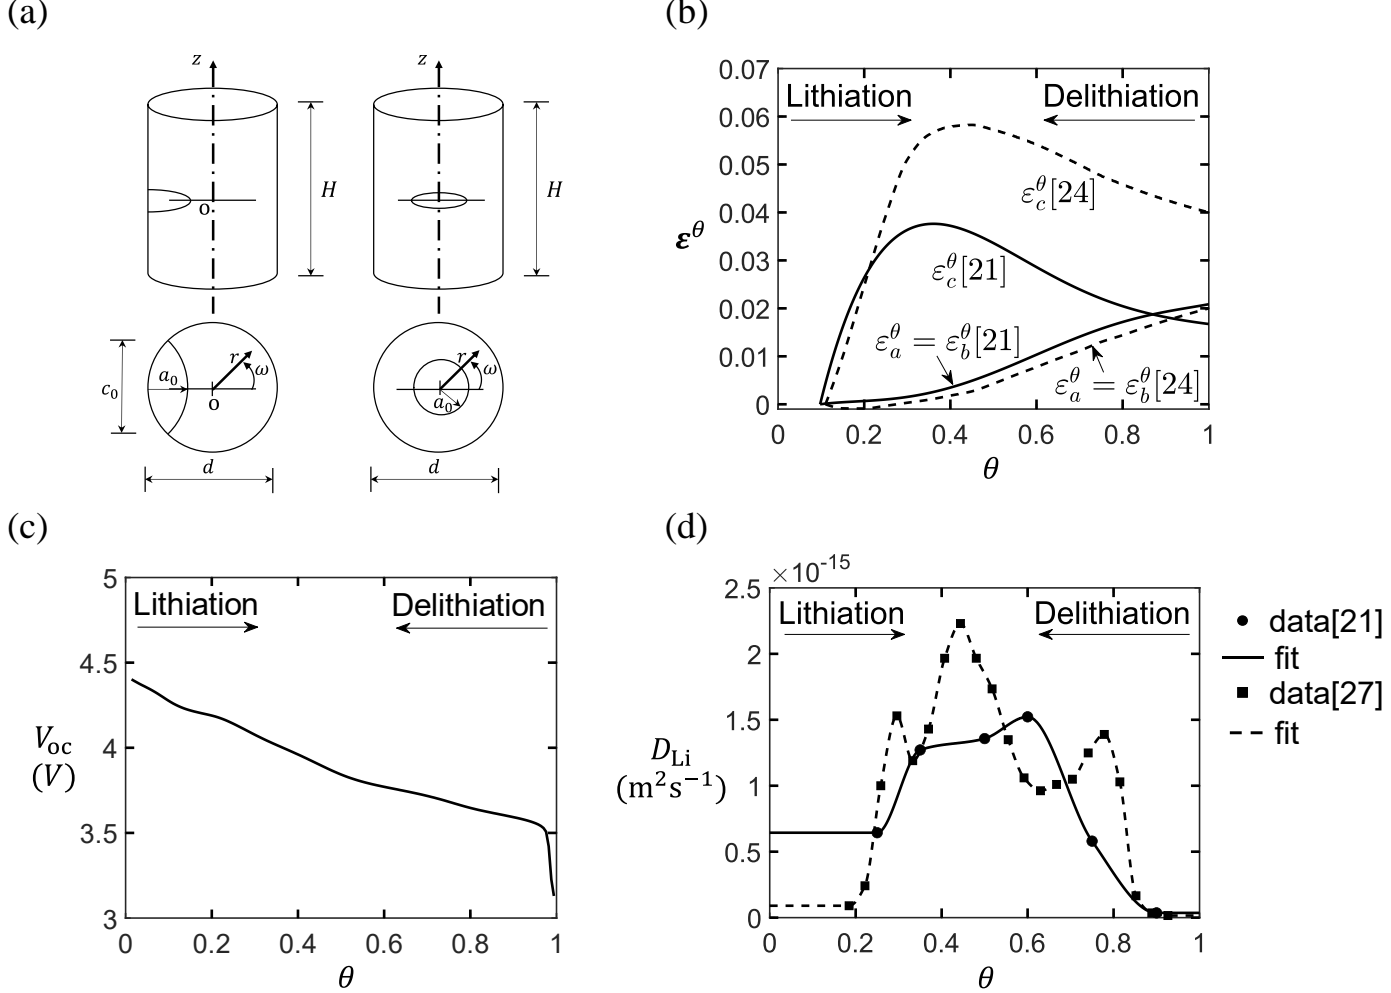 (a)
z
z
H
H
o
r
ω
r
ω
c₀
a₀
o
a₀
d
d
(b)
0.07
0.06
0.05
0.04
0.03
0.02
0.01
0
Lithiation
Delithiation
ε_c^θ[24]
ε^θ
ε_c^θ[21]
ε_a^θ = ε_b^θ[21]
ε_a^θ = ε_b^θ[24]
0 0.2 0.4 0.6 0.8 1
θ
(c)
5
4.5
4
3.5
3
Lithiation
Delithiation
V_oc
(V)
0 0.2 0.4 0.6 0.8 1
θ
(d)
×10⁻¹⁵
2.5
2
1.5
1
0.5
0
Lithiation
Delithiation
D_Li
(m²s⁻¹)
0 0.2 0.4 0.6 0.8 1
θ
data[21]
fit
data[27]
fit